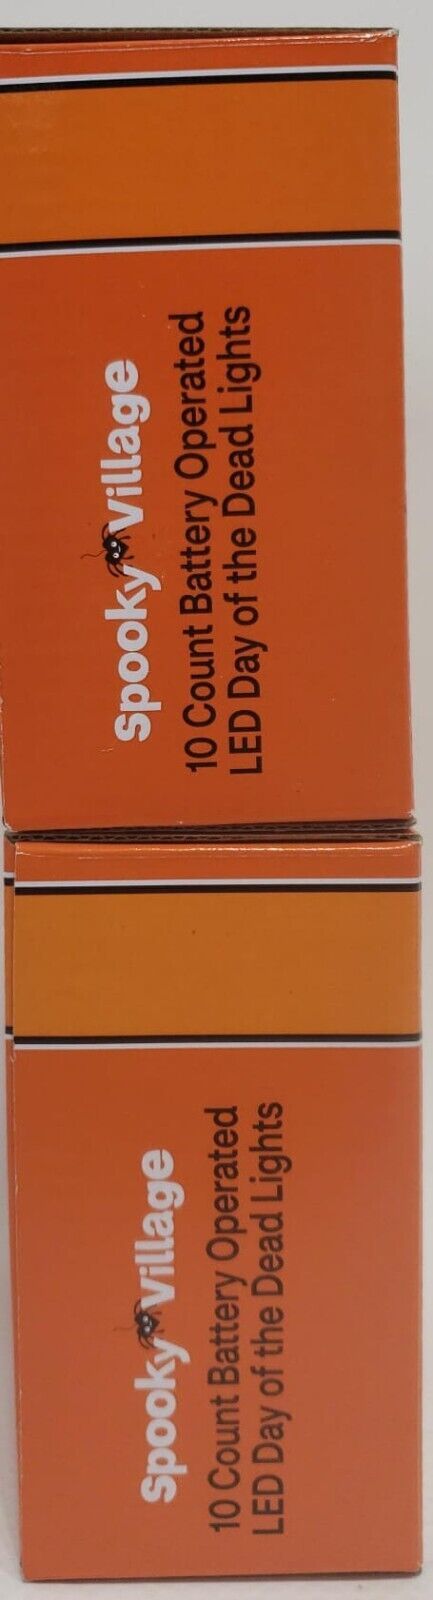 Spooky Village
10 Count Battery Operated
LED Day of the Dead Lights
Spooky Village
10 Count Battery Operated
LED Day of the Dead Lights